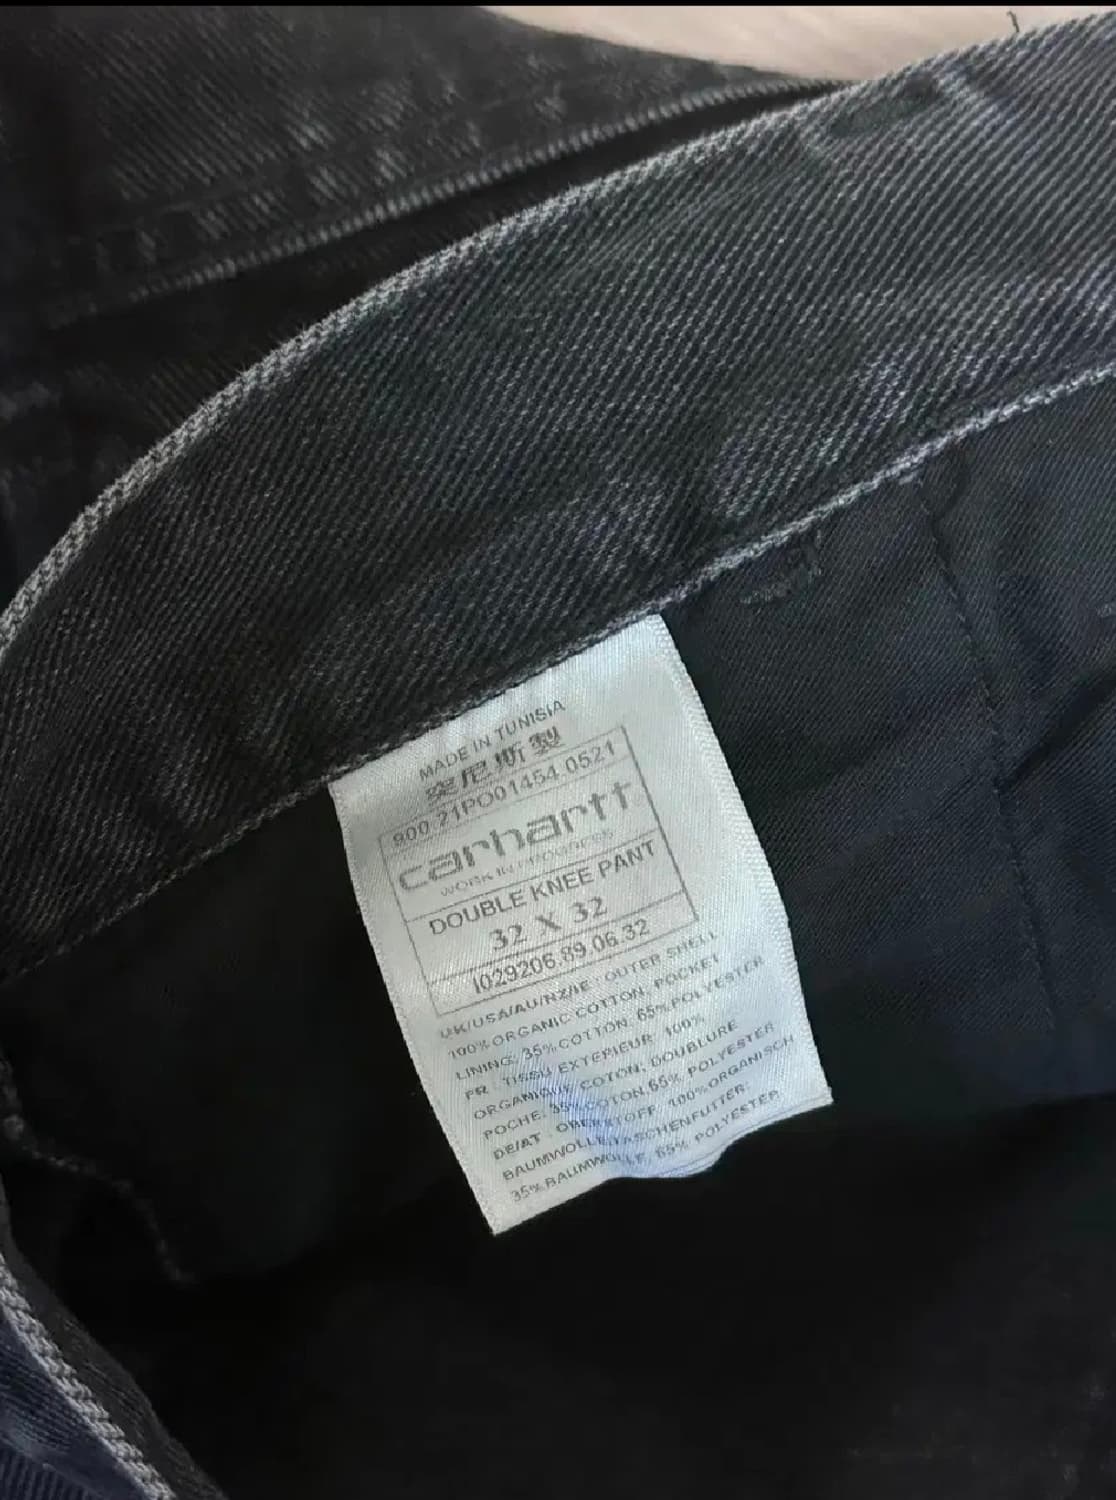 MADE IN TUNISIA
突尼斯製
900 21PO01454 0521
carhartt
WORK IN PROGRESS
DOUBLE KNEE PANT
32 X 32
I029206.89.06.32
UK/USA/AU/NZ/IE : OUTER SHELL
100% ORGANIC COTTON, POCKET
LINING: 35% COTTON, 65% POLYESTER
FR : TISSU EXTERIEUR: 100%
ORGANIQUE COTON, DOUBLURE
POCHE: 35% COTON,65% POLYESTER
DE/AT : OBERSTOFF: 100%ORGANISCH
BAUMWOLLE,TASCHENFUTTER:
35% BAUMWOLLE, 65% POLYESTER